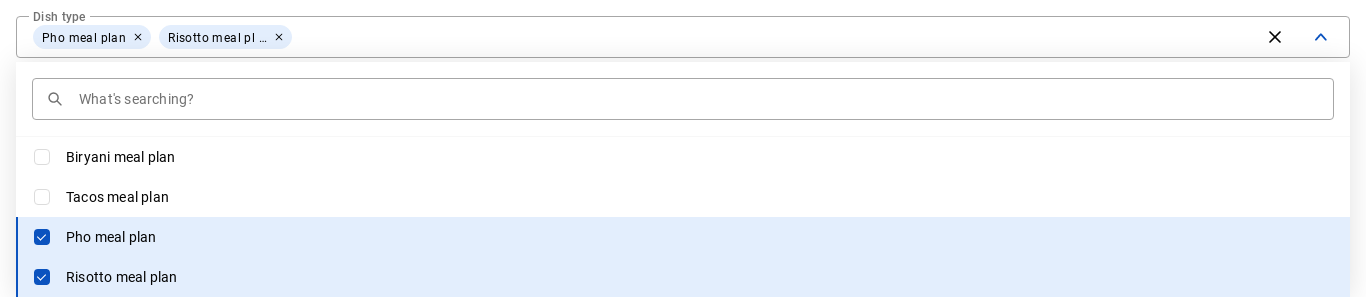 Dish type
Pho meal plan Risotto meal pl ...
What's searching?
Biryani meal plan
Tacos meal plan
Pho meal plan
Risotto meal plan